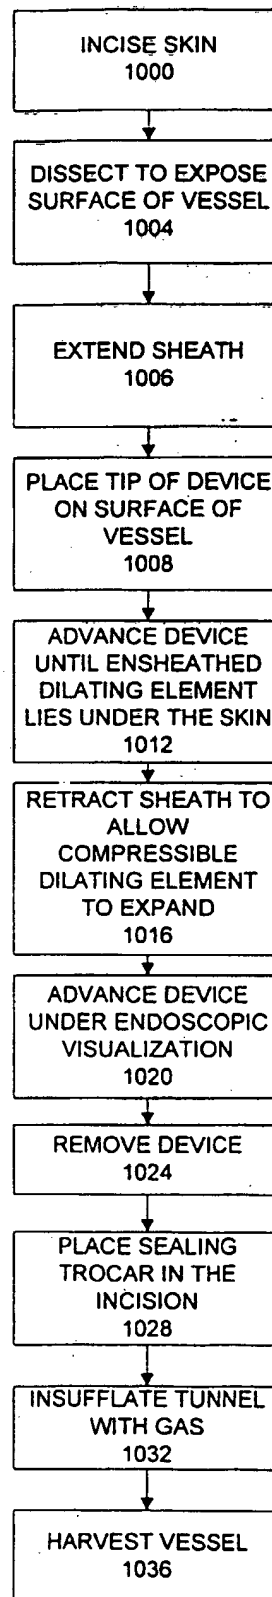 INCISE SKIN
1000
DISSECT TO EXPOSE
SURFACE OF VESSEL
1004
EXTEND SHEATH
1006
PLACE TIP OF DEVICE
ON SURFACE OF
VESSEL
1008
ADVANCE DEVICE
UNTIL ENSHEATHED
DILATING ELEMENT
LIES UNDER THE SKIN
1012
RETRACT SHEATH TO
ALLOW
COMPRESSIBLE
DILATING ELEMENT
TO EXPAND
1016
ADVANCE DEVICE
UNDER ENDOSCOPIC
VISUALIZATION
1020
REMOVE DEVICE
1024
PLACE SEALING
TROCAR IN THE
INCISION
1028
INSUFFLATE TUNNEL
WITH GAS
1032
HARVEST VESSEL
1036